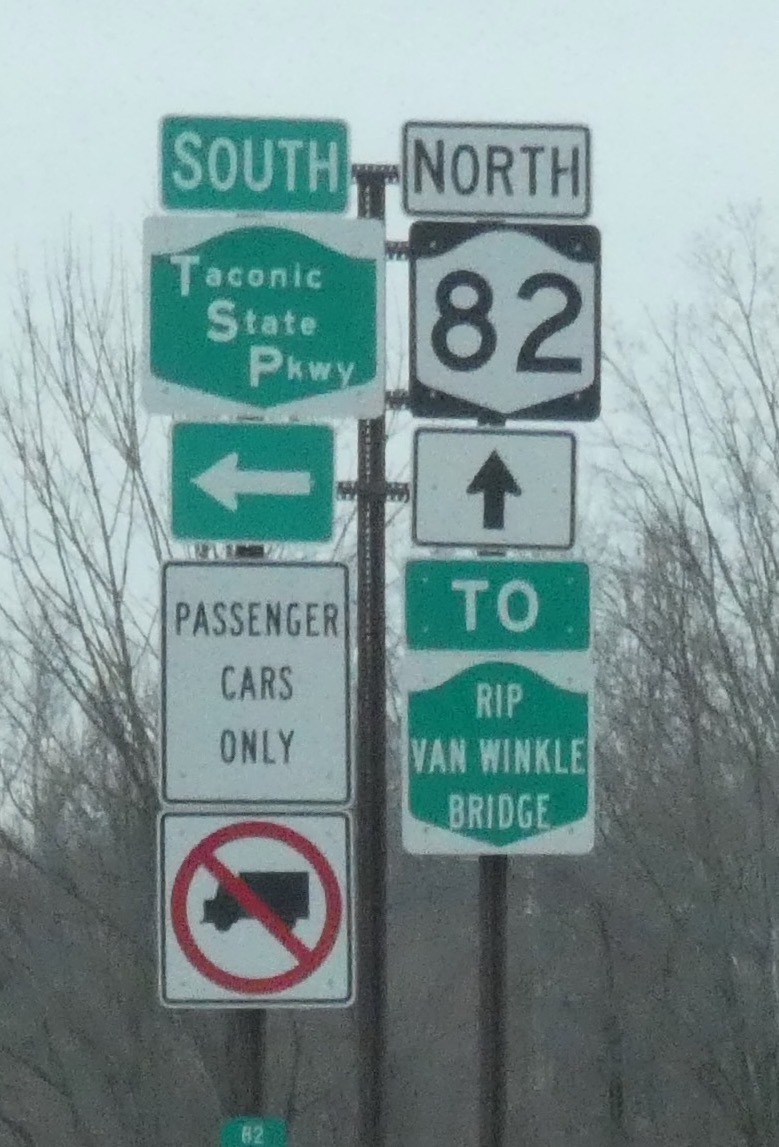 SOUTH
Taconic
State
Pkwy
PASSENGER
CARS
ONLY
NORTH
82
TO
RIP
VAN WINKLE
BRIDGE
82